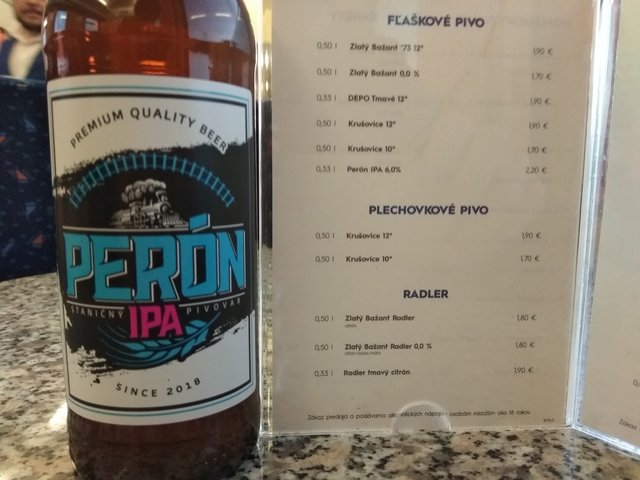 PREMIUM QUALITY BEER
PERÓN
STANIČNÝ PIVOVAR
IPA
SINCE 2018
FĽAŠKOVÉ PIVO
0,50 l Zlatý Bažant '73 12° 1,90 €
0,50 l Zlatý Bažant 0,0 % 1,70 €
0,33 l DEPO Tmavé 12° 1,90 €
0,50 l Krušovice 12° 1,90 €
0,50 l Krušovice 10° 1,70 €
0,33 l Perón IPA 6,0% 2,20 €
PLECHOVKOVÉ PIVO
0,50 l Krušovice 12° 1,90 €
0,50 l Krušovice 10° 1,70 €
RADLER
0,50 l Zlatý Bažant Radler 1,80 €
citrón
0,50 l Zlatý Bažant Radler 0,0 % 1,80 €
0,33 l Radler tmavý citrón 1,90 €
Zákaz predaja a podávania alkoholických nápojov osobám mladším ako 18 rokov
Zákaz